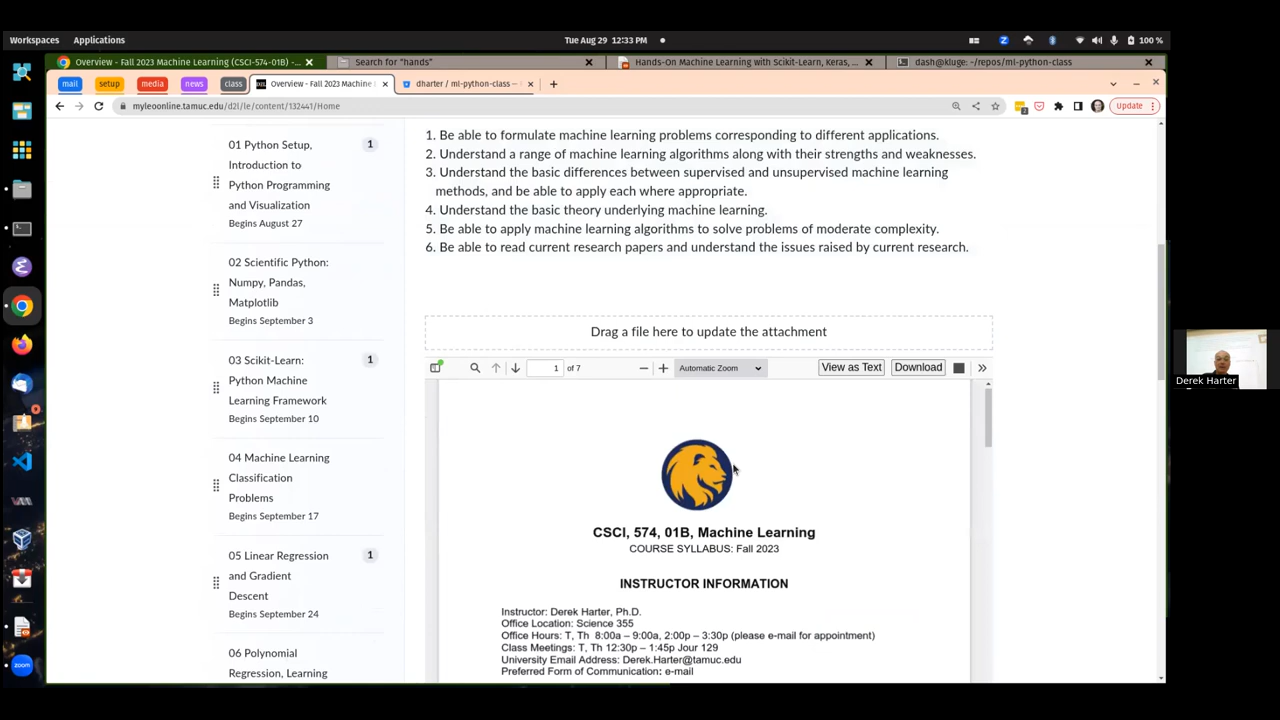 Workspaces Applications Tue Aug 29 12:33 PM 100 %
Overview - Fall 2023 Machine Learning (CSCI-574-01B) -... Search for "hands" Hands-On Machine Learning with Scikit-Learn, Keras, ... dash@kluge: ~/repos/ml-python-class
mail setup media news class Overview - Fall 2023 Machine dharter / ml-python-class –
myleoonline.tamuc.edu/d2l/le/content/132441/Home Update
1. Be able to formulate machine learning problems corresponding to different applications.
2. Understand a range of machine learning algorithms along with their strengths and weaknesses.
3. Understand the basic differences between supervised and unsupervised machine learning
methods, and be able to apply each where appropriate.
4. Understand the basic theory underlying machine learning.
5. Be able to apply machine learning algorithms to solve problems of moderate complexity.
6. Be able to read current research papers and understand the issues raised by current research.
01 Python Setup, 1
Introduction to
Python Programming
and Visualization
Begins August 27
02 Scientific Python:
Numpy, Pandas,
Matplotlib
Begins September 3
03 Scikit-Learn: 1
Python Machine
Learning Framework
Begins September 10
04 Machine Learning
Classification
Problems
Begins September 17
05 Linear Regression 1
and Gradient
Descent
Begins September 24
06 Polynomial
Regression, Learning
Drag a file here to update the attachment
1 of 7 Automatic Zoom View as Text Download
CSCI, 574, 01B, Machine Learning
COURSE SYLLABUS: Fall 2023
INSTRUCTOR INFORMATION
Instructor: Derek Harter, Ph.D.
Office Location: Science 355
Office Hours: T, Th 8:00a – 9:00a, 2:00p – 3:30p (please e-mail for appointment)
Class Meetings: T, Th 12:30p – 1:45p Jour 129
University Email Address: Derek.Harter@tamuc.edu
Preferred Form of Communication: e-mail
Derek Harter
zoom